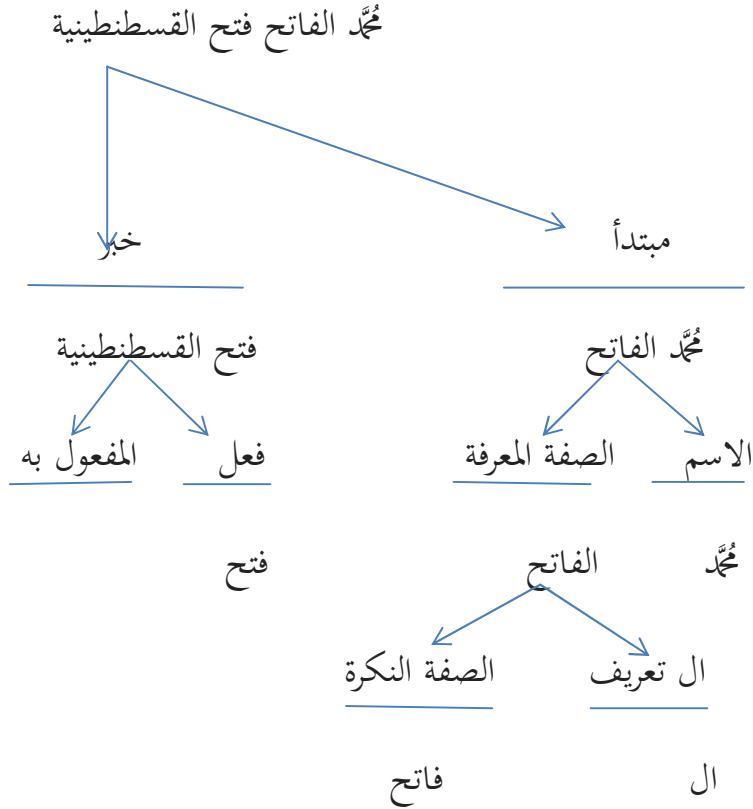 مُحَمَّد الفاتح فتح القسطنطينية
مبتدأ خبر
مُحَمَّد الفاتح فتح القسطنطينية
الاسم الصفة المعرفة فعل المفعول به
مُحَمَّد الفاتح فتح
ال تعريف الصفة النكرة
ال فاتح